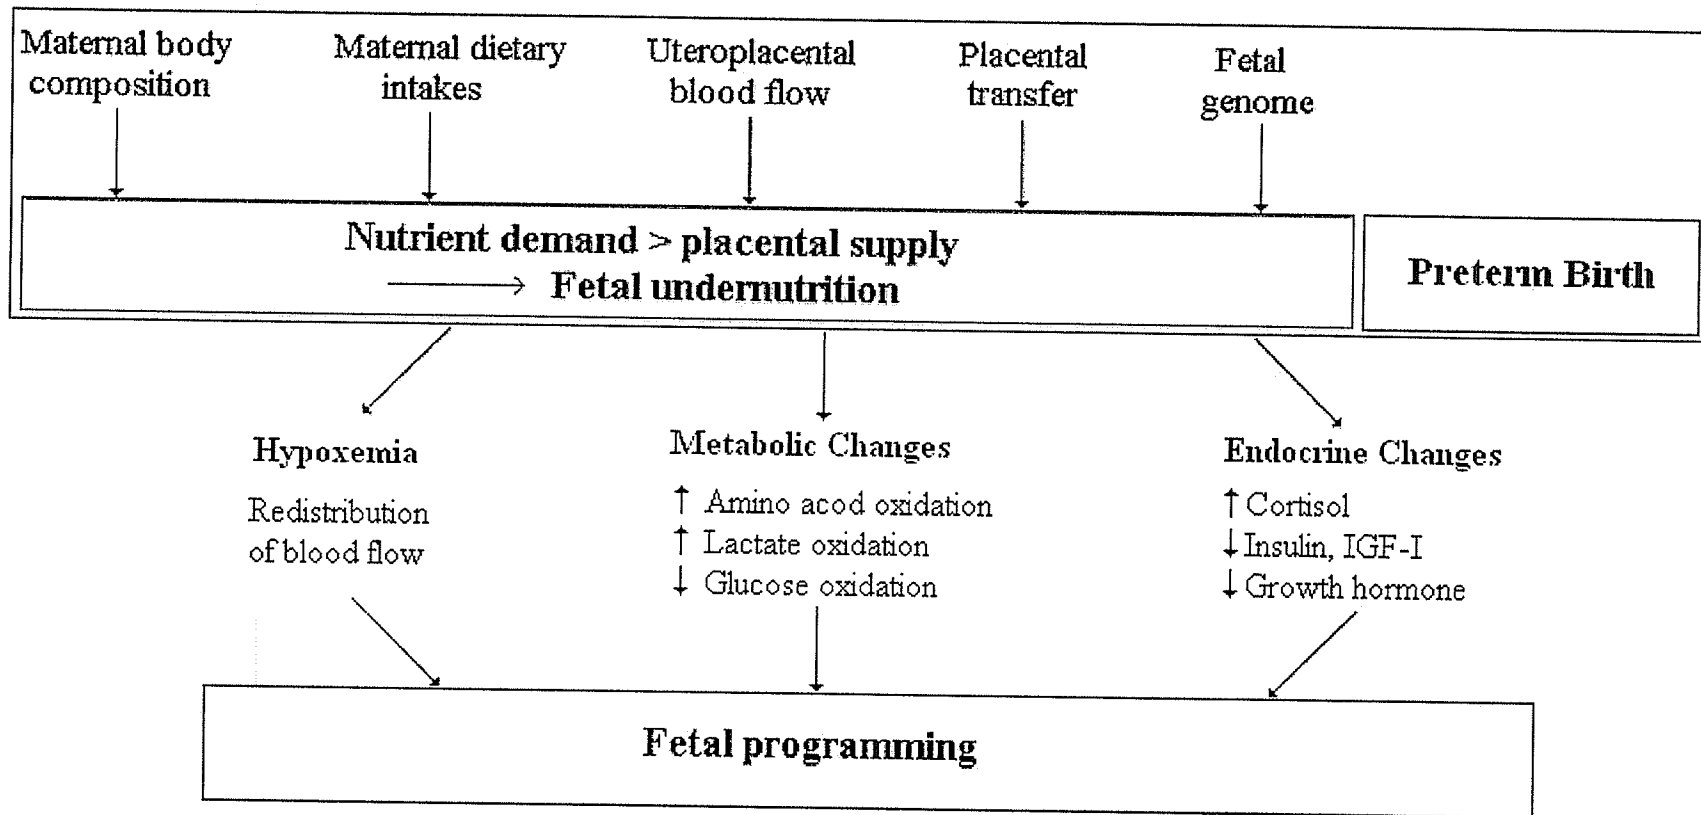 Maternal body
composition
Maternal dietary
intakes
Uteroplacental
blood flow
Placental
transfer
Fetal
genome
Nutrient demand > placental supply
→ Fetal undernutrition
Preterm Birth
Hypoxemia
Redistribution
of blood flow
Metabolic Changes
↑ Amino acod oxidation
↑ Lactate oxidation
↓ Glucose oxidation
Endocrine Changes
↑ Cortisol
↓ Insulin, IGF-I
↓ Growth hormone
Fetal programming